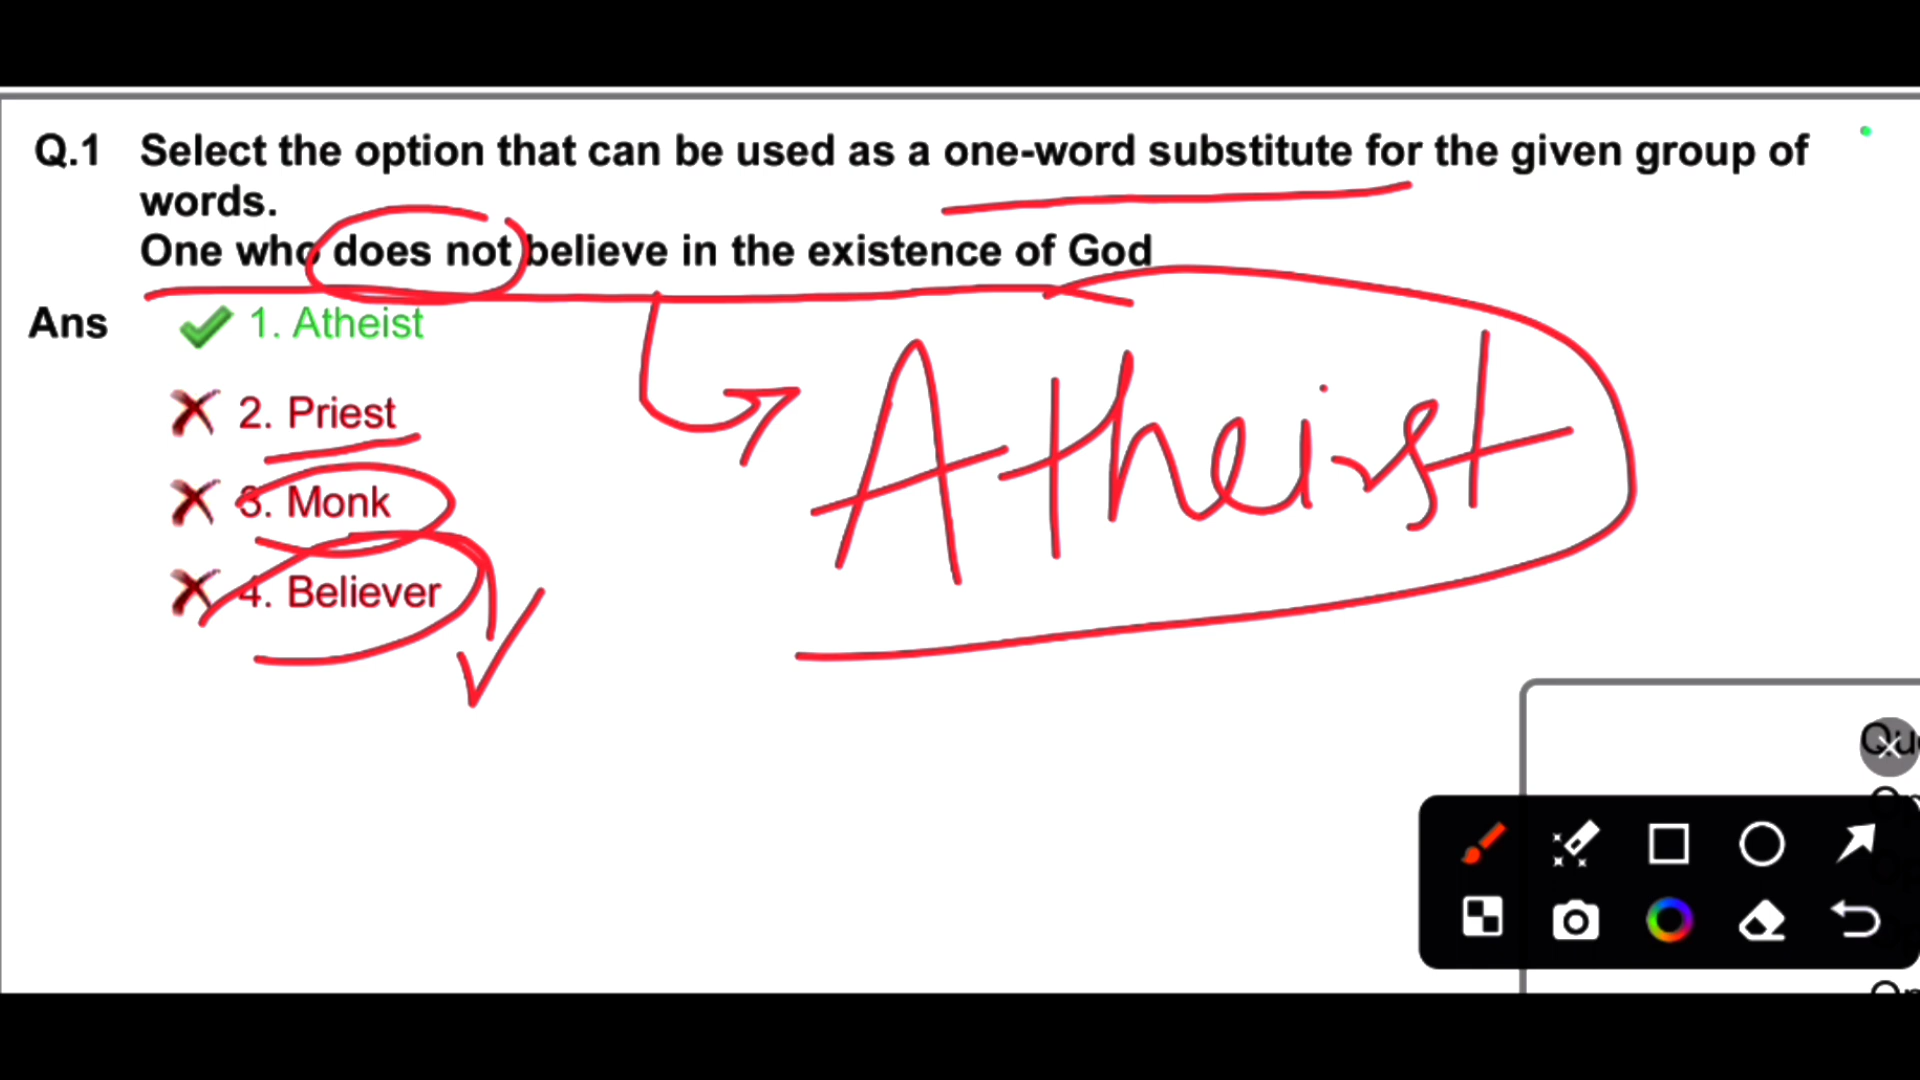 Q.1 Select the option that can be used as a one-word substitute for the given group of
words.
One who does not believe in the existence of God
Ans 1. Atheist
2. Priest
3. Monk
4. Believer
Atheist